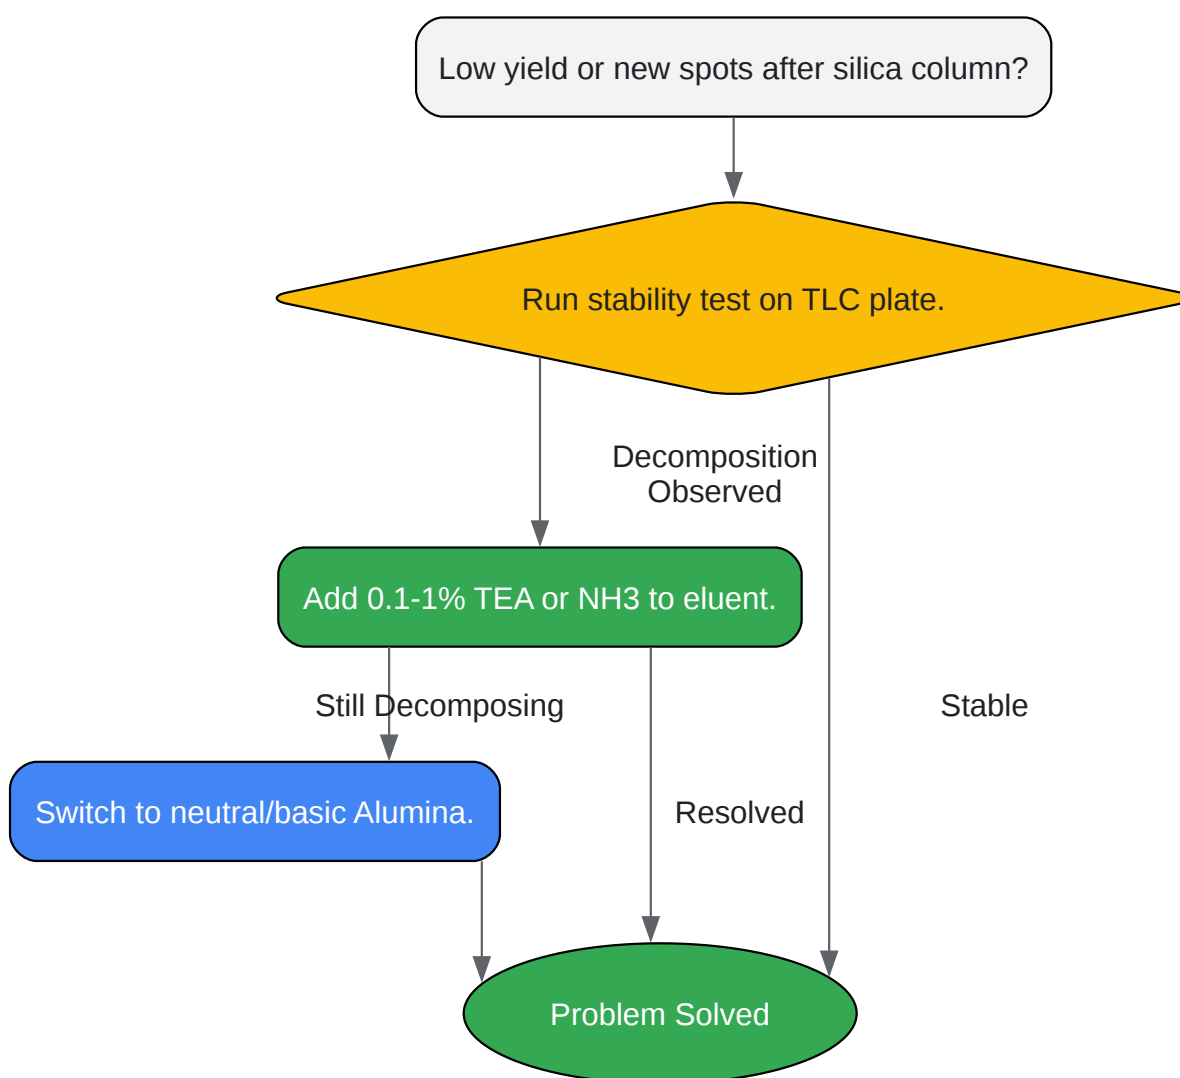 Low yield or new spots after silica column?
Run stability test on TLC plate.
Decomposition
Observed
Add 0.1-1% TEA or NH3 to eluent.
Still Decomposing
Stable
Switch to neutral/basic Alumina.
Resolved
Problem Solved